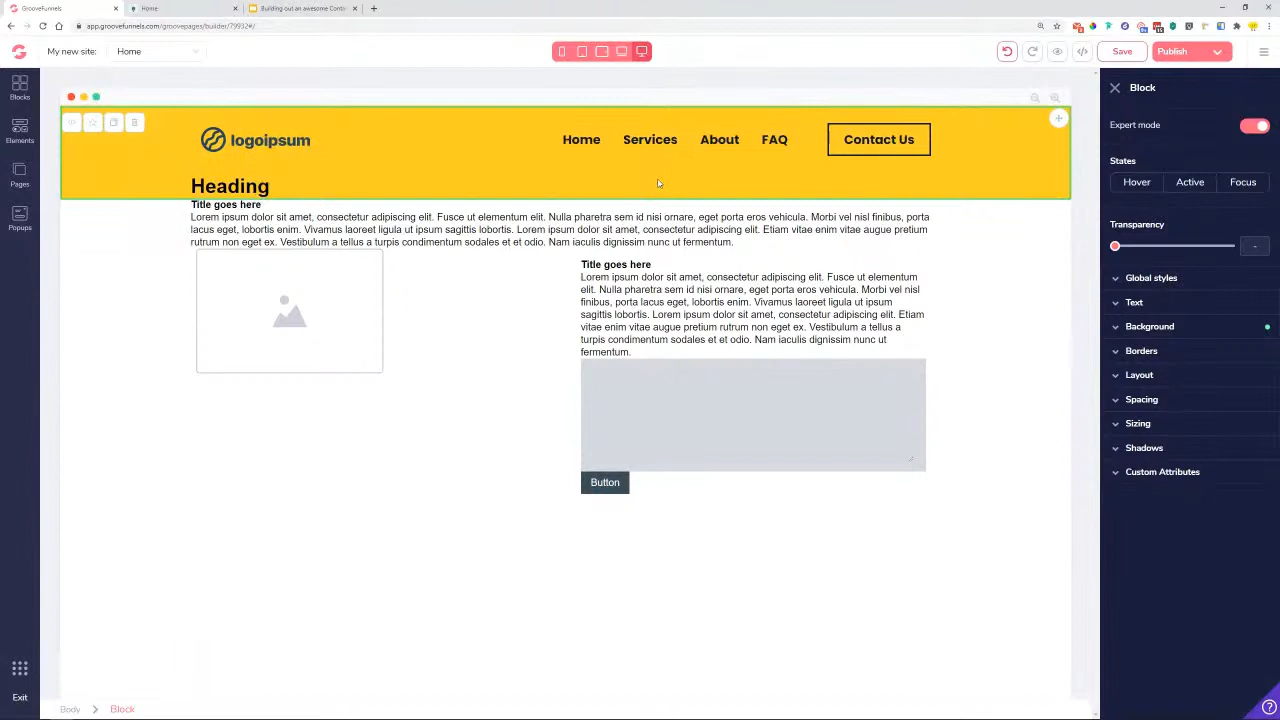 GrooveFunnels
Home
Building out an awesome Conta
app.groovefunnels.com/groovepages/builder/79932#/
My new site:
Home
Save
Publish
Blocks
Elements
Pages
Popups
Exit
logoipsum
Home
Services
About
FAQ
Contact Us
Heading
Title goes here
Lorem ipsum dolor sit amet, consectetur adipiscing elit. Fusce ut elementum elit. Nulla pharetra sem id nisi ornare, eget porta eros vehicula. Morbi vel nisl finibus, porta
lacus eget, lobortis enim. Vivamus laoreet ligula ut ipsum sagittis lobortis. Lorem ipsum dolor sit amet, consectetur adipiscing elit. Etiam vitae enim vitae augue pretium
rutrum non eget ex. Vestibulum a tellus a turpis condimentum sodales et et odio. Nam iaculis dignissim nunc ut fermentum.
Title goes here
Lorem ipsum dolor sit amet, consectetur adipiscing elit. Fusce ut elementum
elit. Nulla pharetra sem id nisi ornare, eget porta eros vehicula. Morbi vel nisl
finibus, porta lacus eget, lobortis enim. Vivamus laoreet ligula ut ipsum
sagittis lobortis. Lorem ipsum dolor sit amet, consectetur adipiscing elit. Etiam
vitae enim vitae augue pretium rutrum non eget ex. Vestibulum a tellus a
turpis condimentum sodales et et odio. Nam iaculis dignissim nunc ut
fermentum.
Button
Body
Block
Block
Expert mode
States
Hover
Active
Focus
Transparency
-
Global styles
Text
Background
Borders
Layout
Spacing
Sizing
Shadows
Custom Attributes